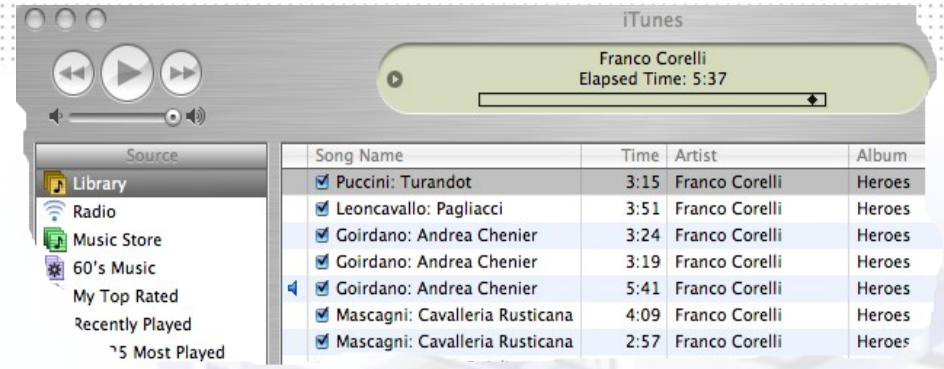 iTunes
Franco Corelli
Elapsed Time: 5:37
Source
Library
Radio
Music Store
60's Music
My Top Rated
Recently Played
25 Most Played
Song Name Time Artist Album
Puccini: Turandot 3:15 Franco Corelli Heroes
Leoncavallo: Pagliacci 3:51 Franco Corelli Heroes
Goirdano: Andrea Chenier 3:24 Franco Corelli Heroes
Goirdano: Andrea Chenier 3:19 Franco Corelli Heroes
Goirdano: Andrea Chenier 5:41 Franco Corelli Heroes
Mascagni: Cavalleria Rusticana 4:09 Franco Corelli Heroes
Mascagni: Cavalleria Rusticana 2:57 Franco Corelli Heroes